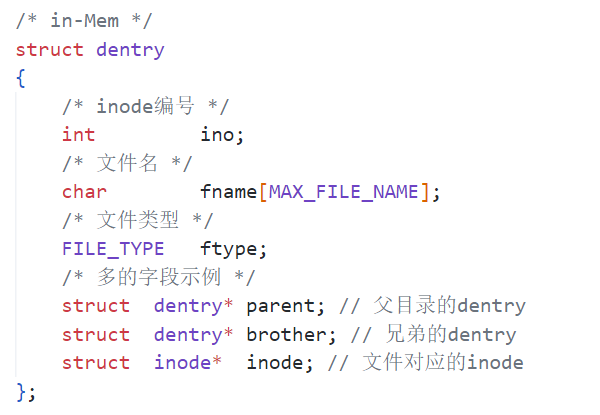 /* in-Mem */
struct dentry
{
    /* inode编号 */
    int         ino;
    /* 文件名 */
    char        fname[MAX_FILE_NAME];
    /* 文件类型 */
    FILE_TYPE   ftype;
    /* 多的字段示例 */
    struct  dentry* parent; // 父目录的dentry
    struct  dentry* brother; // 兄弟的dentry
    struct  inode*  inode; // 文件对应的inode
};